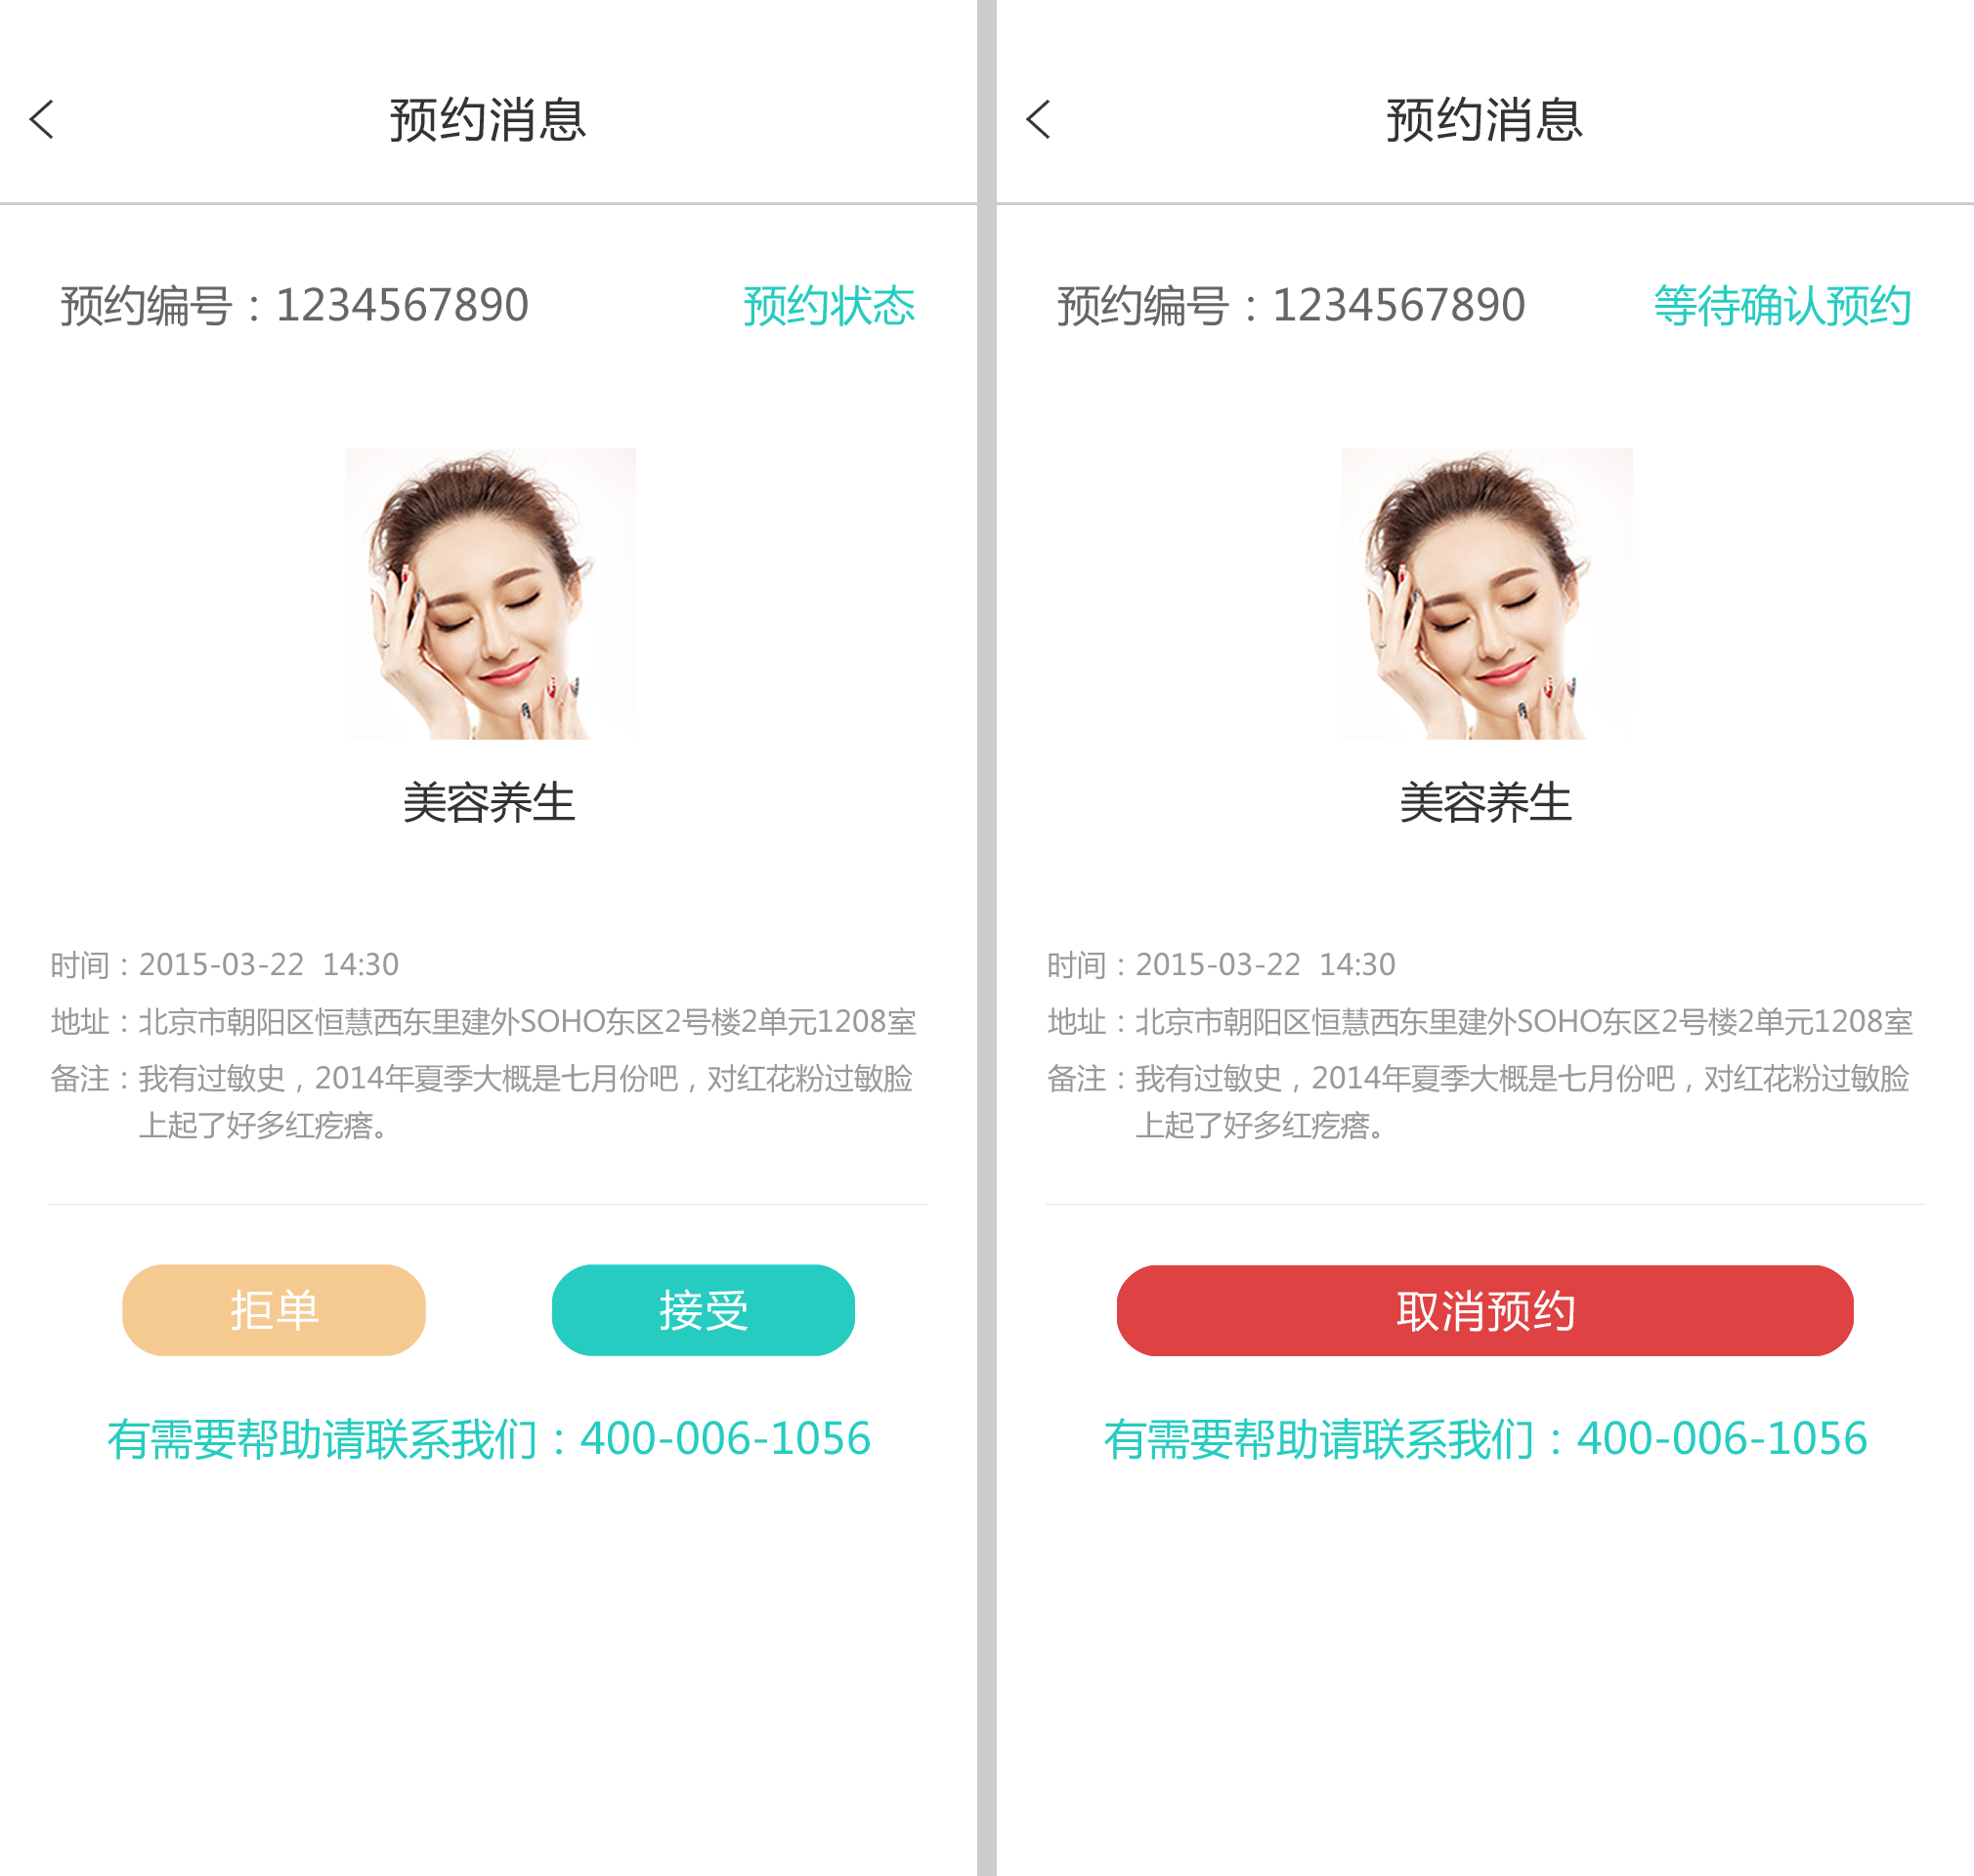 预约消息
预约编号：1234567890
预约状态
美容养生
时间：2015-03-22 14:30
地址：北京市朝阳区恒慧西东里建外SOHO东区2号楼2单元1208室
备注：我有过敏史，2014年夏季大概是七月份吧，对红花粉过敏脸
上起了好多红疙瘩。
拒单
接受
有需要帮助请联系我们：400-006-1056
预约消息
预约编号：1234567890
等待确认预约
美容养生
时间：2015-03-22 14:30
地址：北京市朝阳区恒慧西东里建外SOHO东区2号楼2单元1208室
备注：我有过敏史，2014年夏季大概是七月份吧，对红花粉过敏脸
上起了好多红疙瘩。
取消预约
有需要帮助请联系我们：400-006-1056